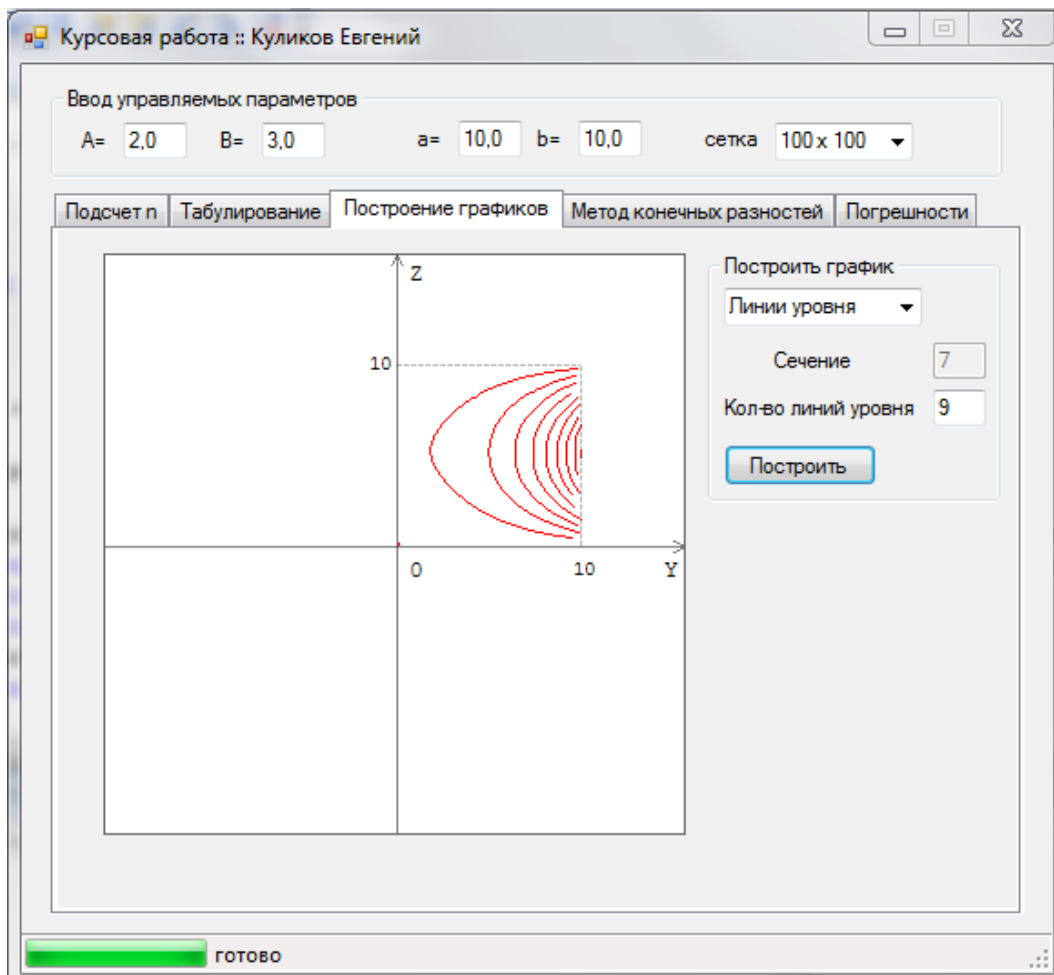 Курсовая работа :: Куликов Евгений
Ввод управляемых параметров
A= 2,0 B= 3,0 a= 10,0 b= 10,0 сетка 100 x 100
Подсчет n Табулирование Построение графиков Метод конечных разностей Погрешности
Z
10
O 10 Y
Построить график
Линии уровня
Сечение 7
Кол-во линий уровня 9
Построить
готово